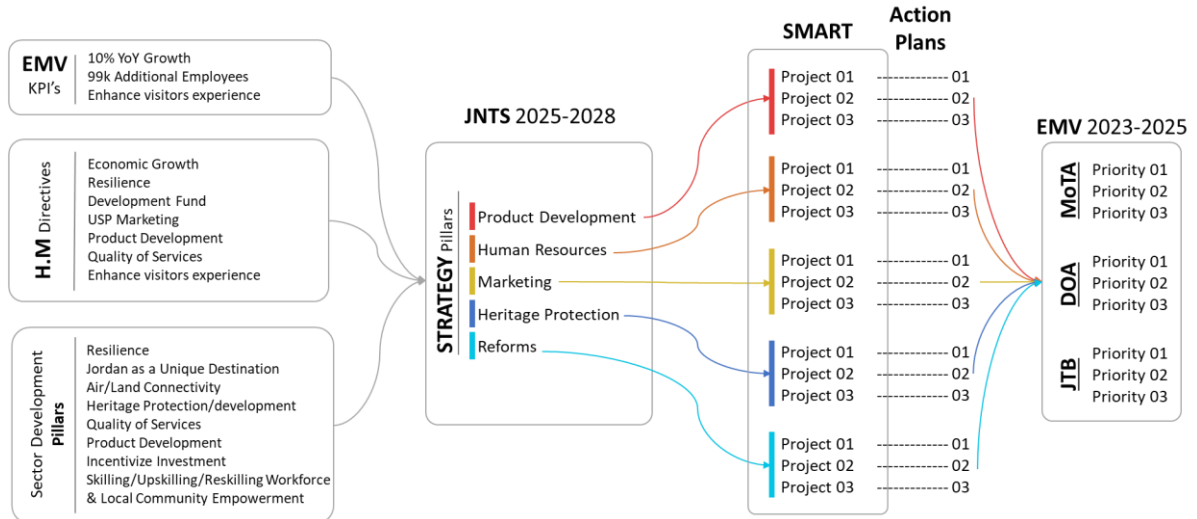 EMV
KPI's
10% YoY Growth
99k Additional Employees
Enhance visitors experience
H.M Directives
Economic Growth
Resilience
Development Fund
USP Marketing
Product Development
Quality of Services
Enhance visitors experience
Sector Development
Pillars
Resilience
Jordan as a Unique Destination
Air/Land Connectivity
Heritage Protection/development
Quality of Services
Product Development
Incentivize Investment
Skilling/Upskilling/Reskilling Workforce
& Local Community Empowerment
JNTS 2025-2028
STRATEGY Pillars
Product Development
Human Resources
Marketing
Heritage Protection
Reforms
SMART
Action
Plans
Project 01 ------------- 01
Project 02 ------------- 02
Project 03 ------------- 03
Project 01 ------------- 01
Project 02 ------------- 02
Project 03 ------------- 03
Project 01 ------------- 01
Project 02 ------------- 02
Project 03 ------------- 03
Project 01 ------------- 01
Project 02 ------------- 02
Project 03 ------------- 03
Project 01 ------------- 01
Project 02 ------------- 02
Project 03 ------------- 03
EMV 2023-2025
MoTA
Priority 01
Priority 02
Priority 03
DOA
Priority 01
Priority 02
Priority 03
JTB
Priority 01
Priority 02
Priority 03